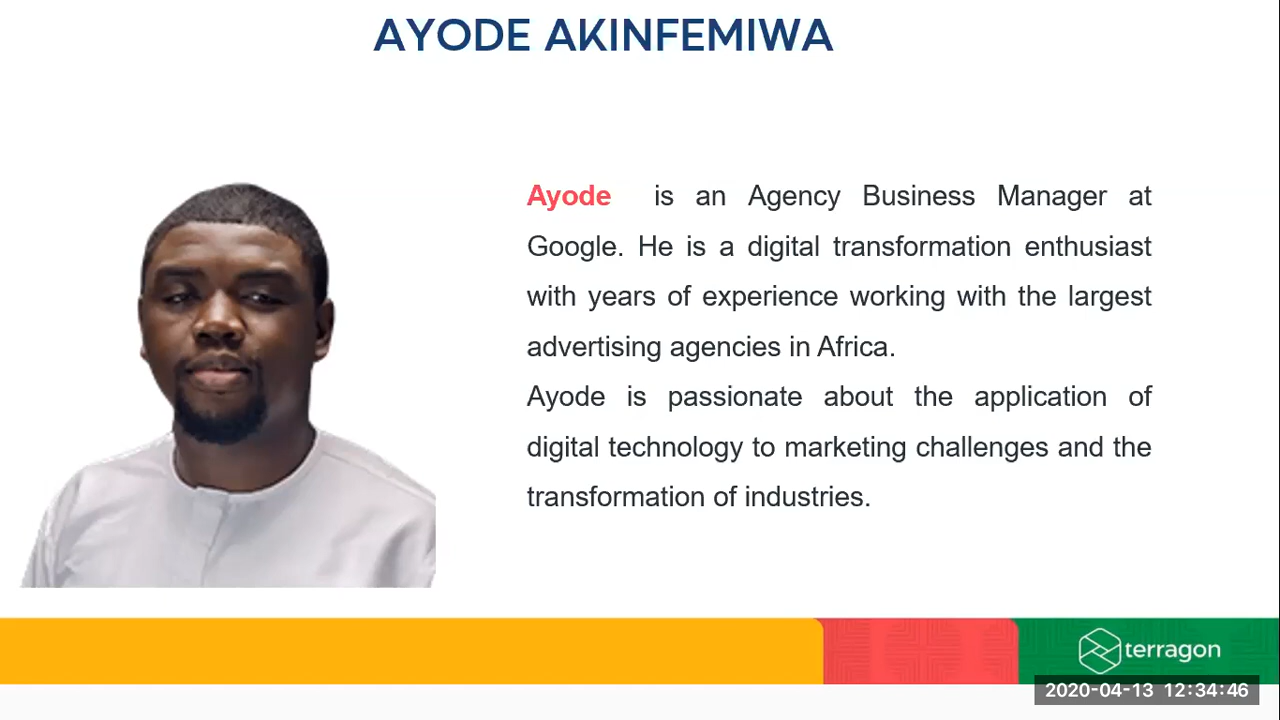 AYODE AKINFEMIWA
Ayode is an Agency Business Manager at
Google. He is a digital transformation enthusiast
with years of experience working with the largest
advertising agencies in Africa.
Ayode is passionate about the application of
digital technology to marketing challenges and the
transformation of industries.
terragon
2020-04-13 12:34:46